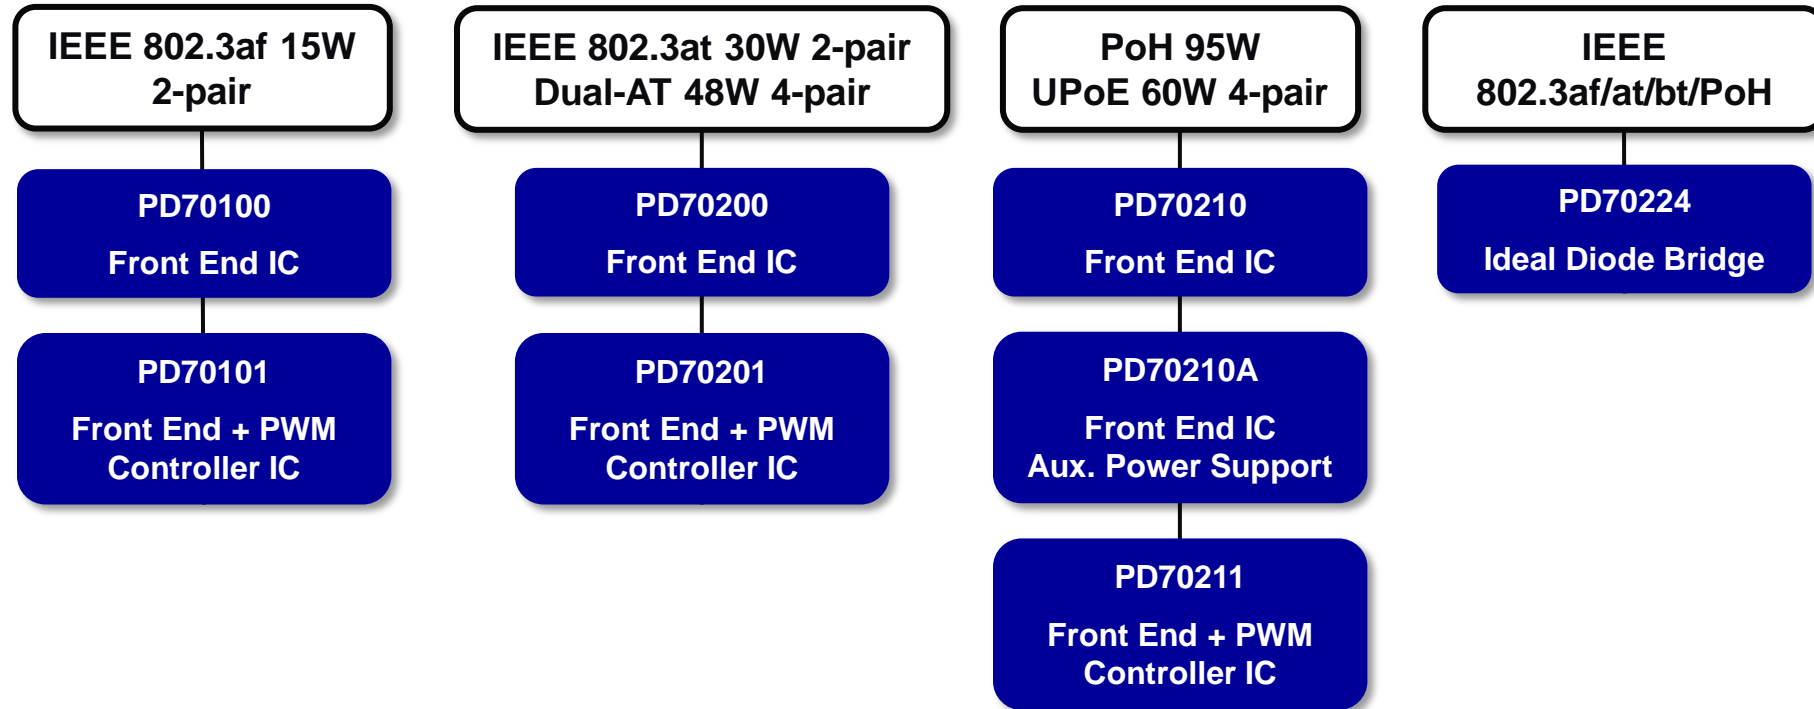 IEEE 802.3af 15W
2-pair
PD70100
Front End IC
PD70101
Front End + PWM
Controller IC
IEEE 802.3at 30W 2-pair
Dual-AT 48W 4-pair
PD70200
Front End IC
PD70201
Front End + PWM
Controller IC
PoH 95W
UPoE 60W 4-pair
PD70210
Front End IC
PD70210A
Front End IC
Aux. Power Support
PD70211
Front End + PWM
Controller IC
IEEE
802.3af/at/bt/PoH
PD70224
Ideal Diode Bridge